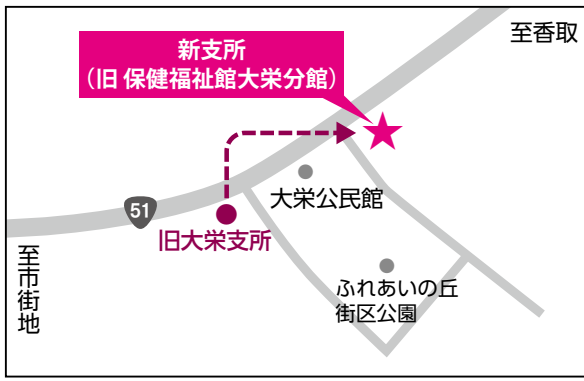 至香取
新支所
（旧 保健福祉館大栄分館）
大栄公民館
51
旧大栄支所
至市街地
ふれあいの丘
街区公園